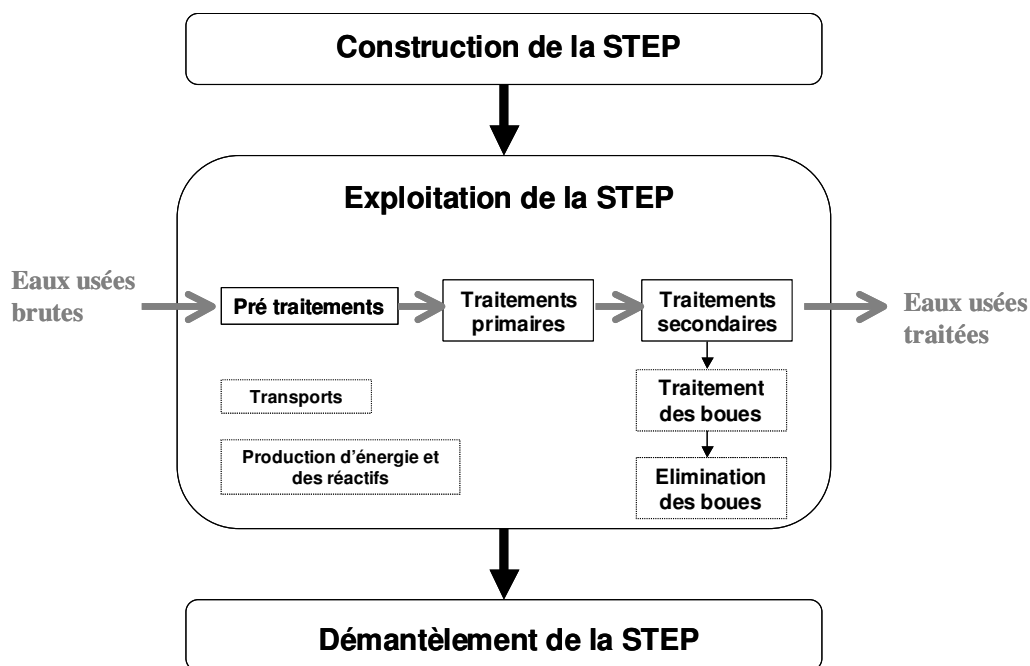 Construction de la STEP
Exploitation de la STEP
Eaux usées
brutes
Pré traitements
Traitements
primaires
Traitements
secondaires
Eaux usées
traitées
Transports
Traitement
des boues
Production d'énergie et
des réactifs
Elimination
des boues
Démantèlement de la STEP